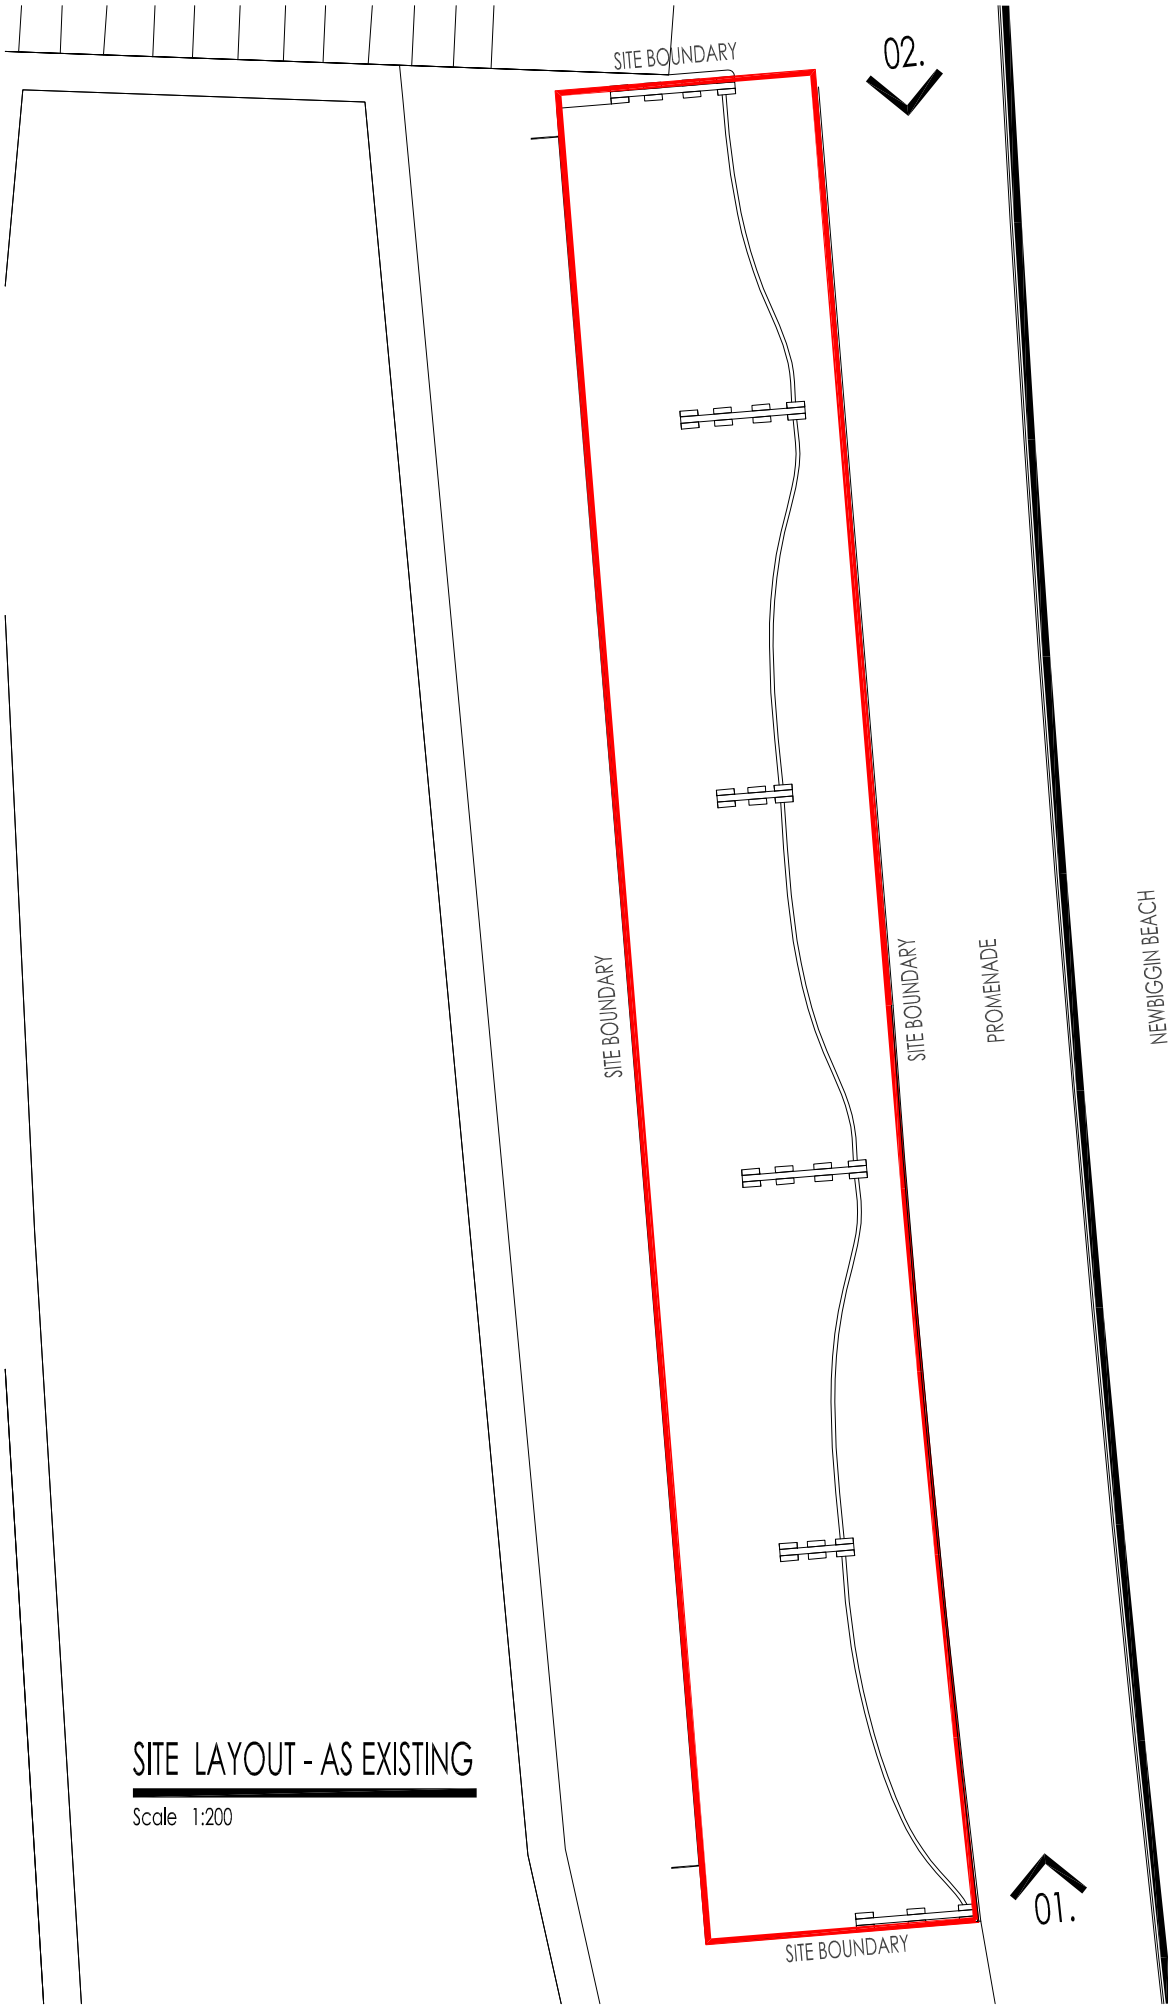 SITE BOUNDARY
02.
SITE BOUNDARY
SITE BOUNDARY
PROMENADE
NEWBIGGIN BEACH
SITE LAYOUT - AS EXISTING
Scale 1:200
01.
SITE BOUNDARY